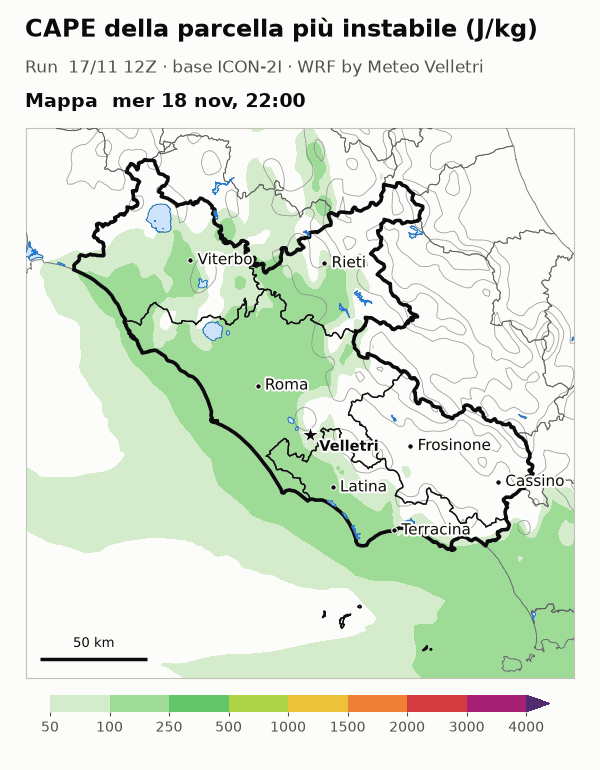 CAPE della parcella più instabile (J/kg)
Run 17/11 12Z · base ICON-2I · WRF by Meteo Velletri
Mappa mer 18 nov, 22:00
Viterbo
Rieti
Roma
Velletri
Frosinone
Latina
Cassino
Terracina
50 km
50 100 250 500 1000 1500 2000 3000 4000